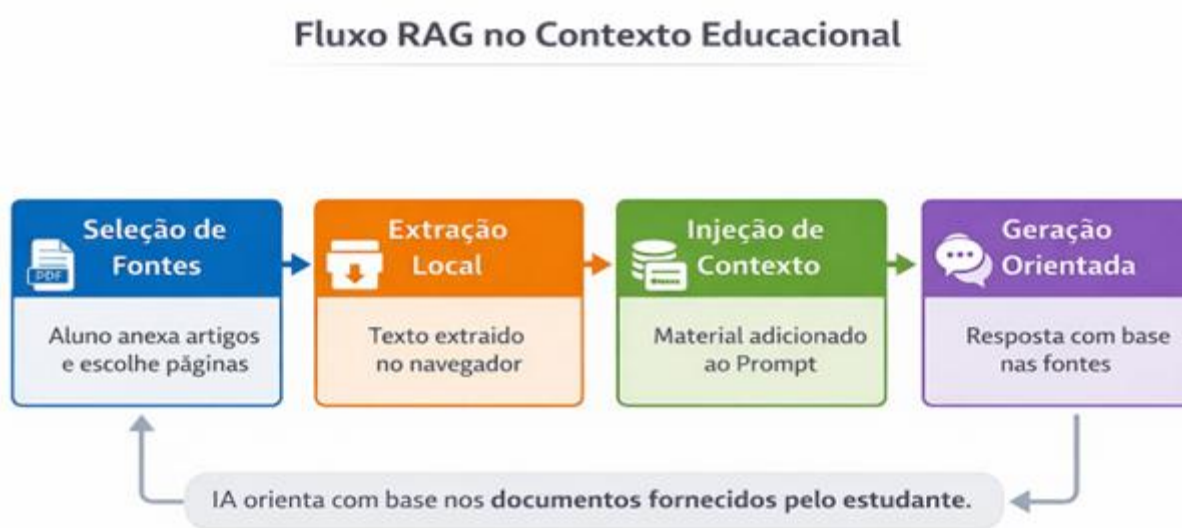 Fluxo RAG no Contexto Educacional
Seleção de
Fontes
PDF
Aluno anexa artigos
e escolhe páginas
Extração
Local
Texto extraido
no navegador
Injeção de
Contexto
Material adicionado
ao Prompt
Geração
Orientada
Resposta com base
nas fontes
IA orienta com base nos documentos fornecidos pelo estudante.